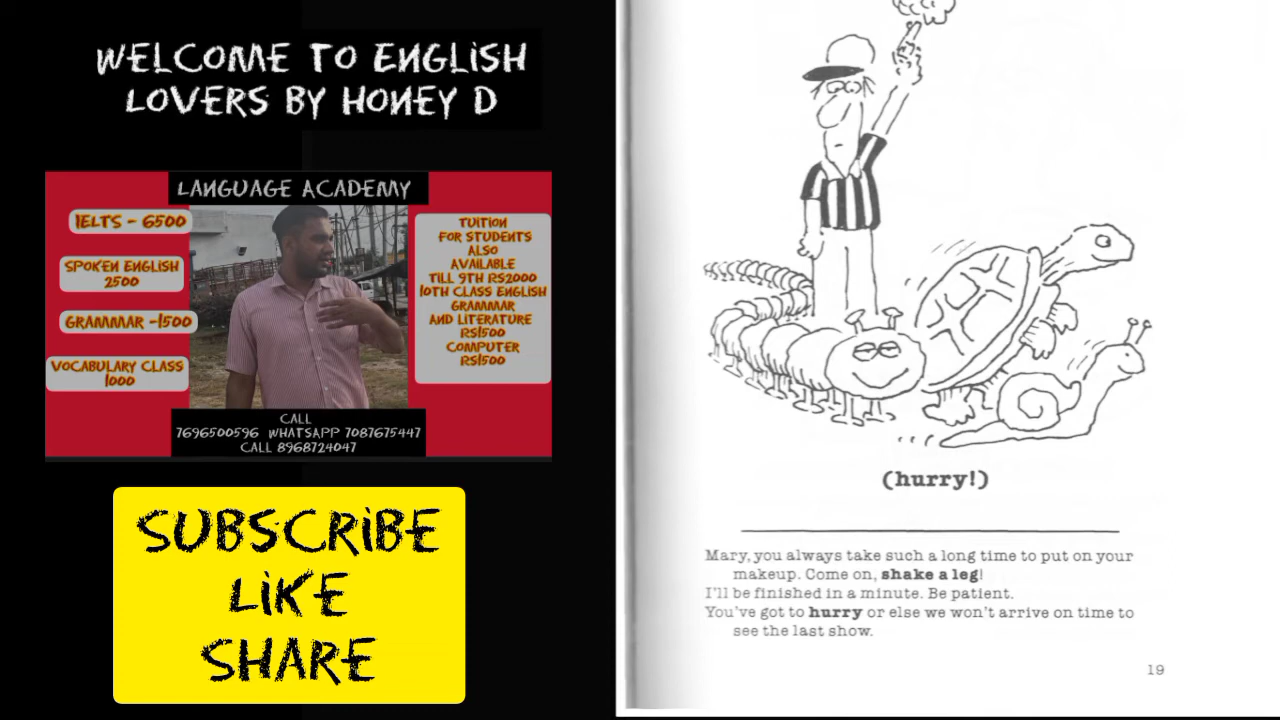 WELCOME TO ENGLISH
LOVERS BY HONEY D
LANGUAGE ACADEMY
IELTS - 6500
SPOKEN ENGLISH
2500
GRAMMAR -1500
VOCABULARY CLASS
1000
TUITION
FOR STUDENTS
ALSO
AVAILABLE
TILL 9TH RS2000
10TH CLASS ENGLISH
GRAMMAR
AND LITERATURE
RS1500
COMPUTER
RS1500
CALL
7696500596 WHATSAPP 7087675447
CALL 8968724047
SUBSCRIBE
LIKE
SHARE
(hurry!)
Mary, you always take such a long time to put on your
makeup. Come on, shake a leg!
I'll be finished in a minute. Be patient.
You've got to hurry or else we won't arrive on time to
see the last show.
19